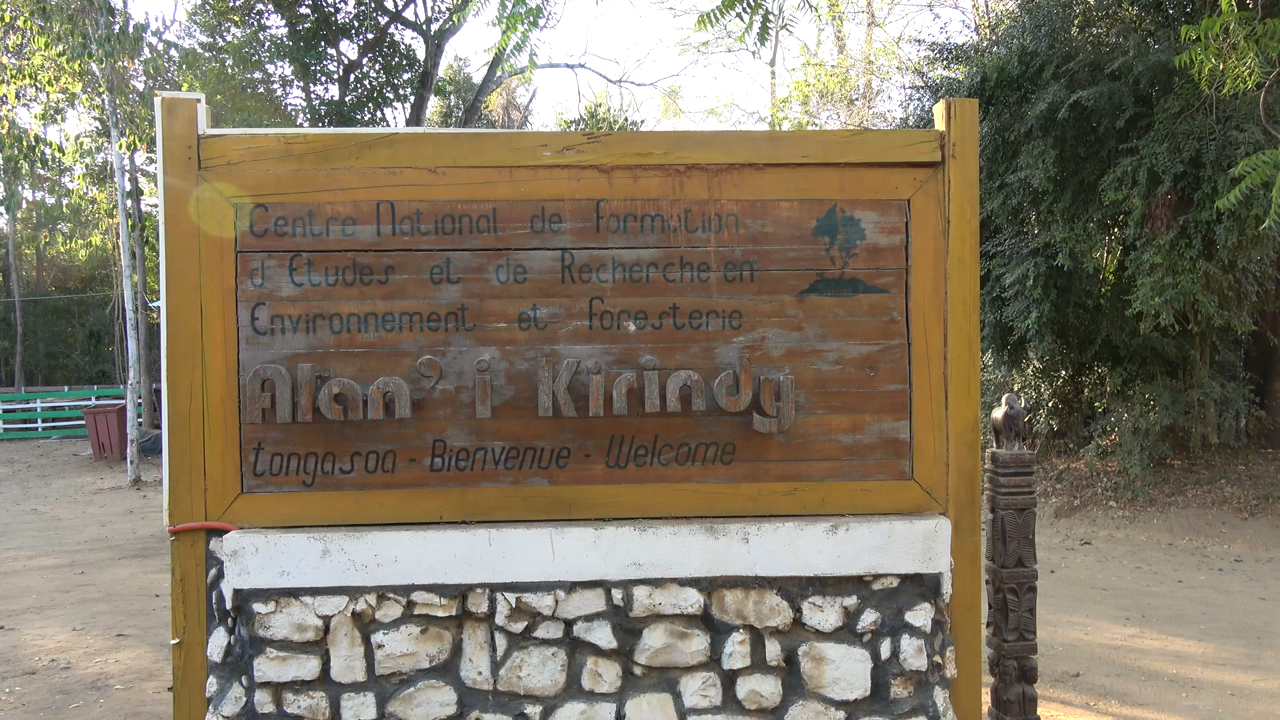 Centre National de formation
d'Etudes et de Recherche en
Environnement et foresterie
Alan' i Kirindy
tongasoa - Bienvenue - Welcome